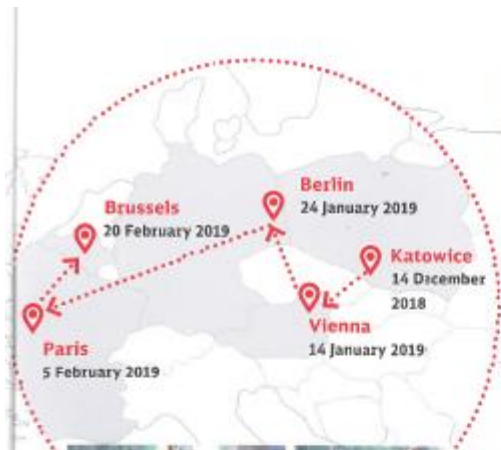 Berlin
24 January 2019
Brussels
20 February 2019
Katowice
14 December
2018
Vienna
14 January 2019
Paris
5 February 2019